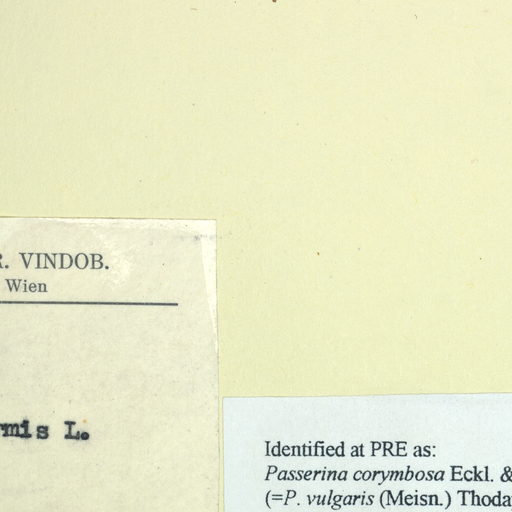 R. VINDOB.
Wien
rmis L.
Identified at PRE as:
Passerina corymbosa Eckl. &
(=P. vulgaris (Meisn.) Thoda